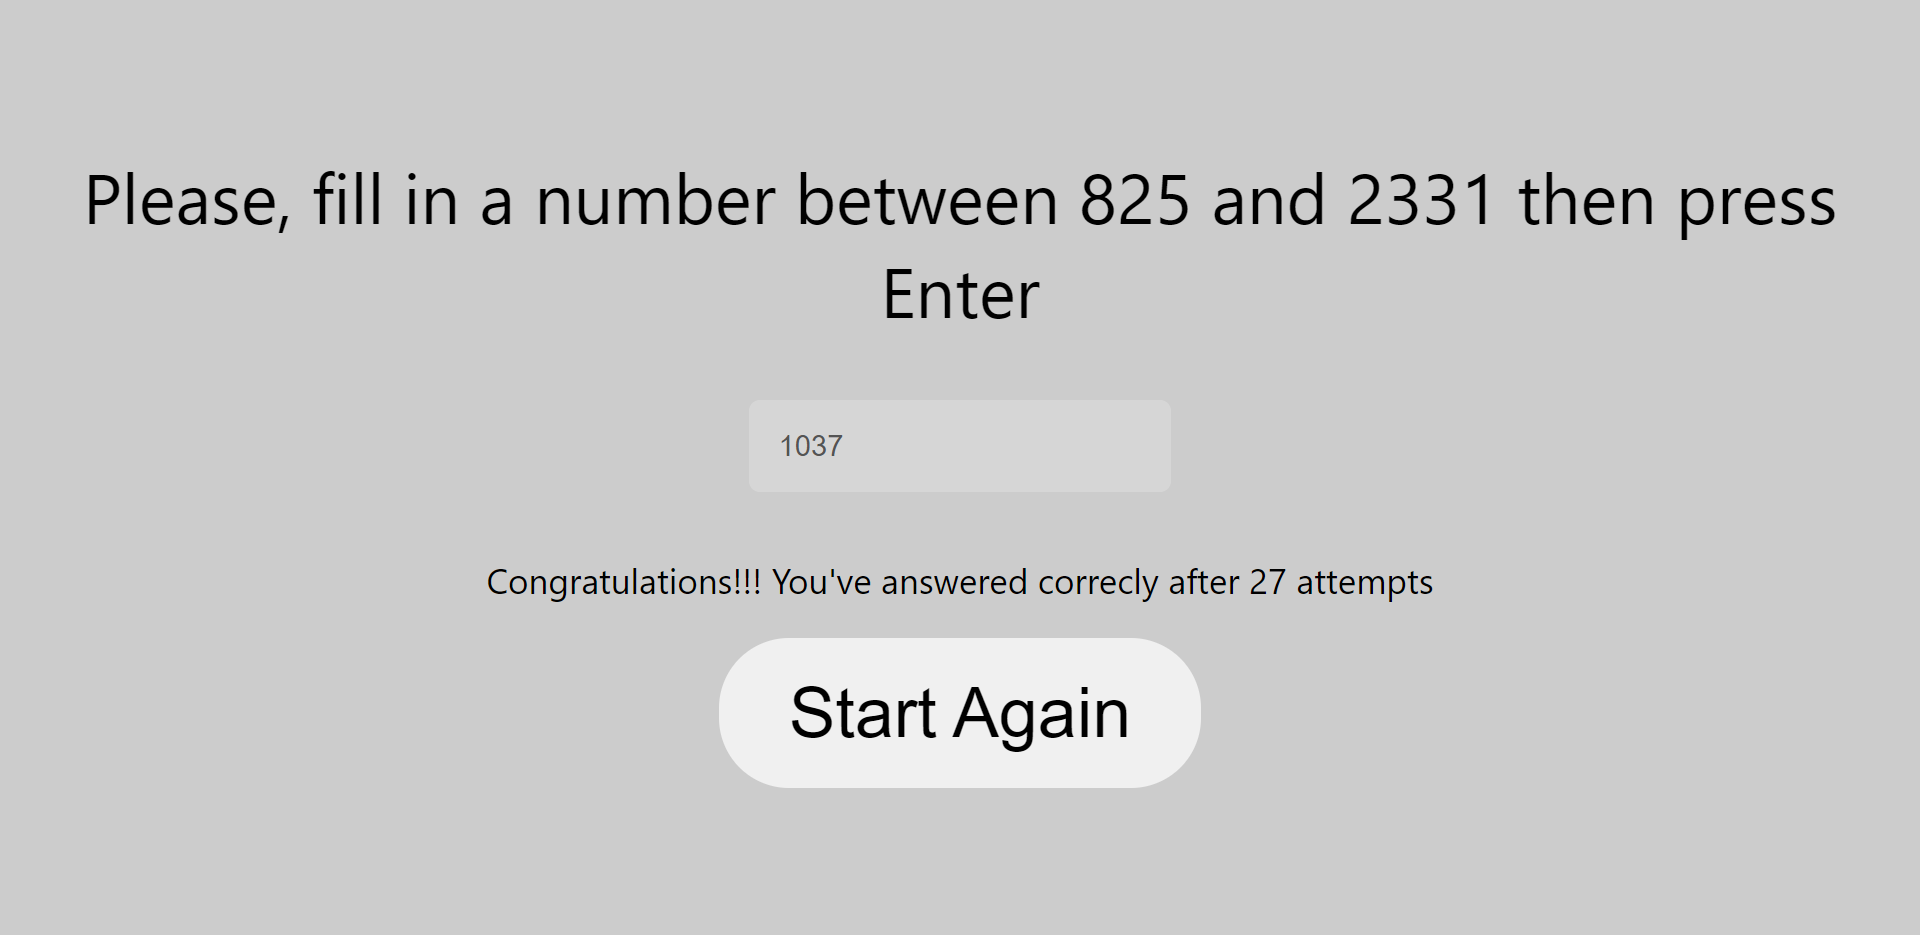 Please, fill in a number between 825 and 2331 then press
Enter
1037
Congratulations!!! You've answered correcly after 27 attempts
Start Again